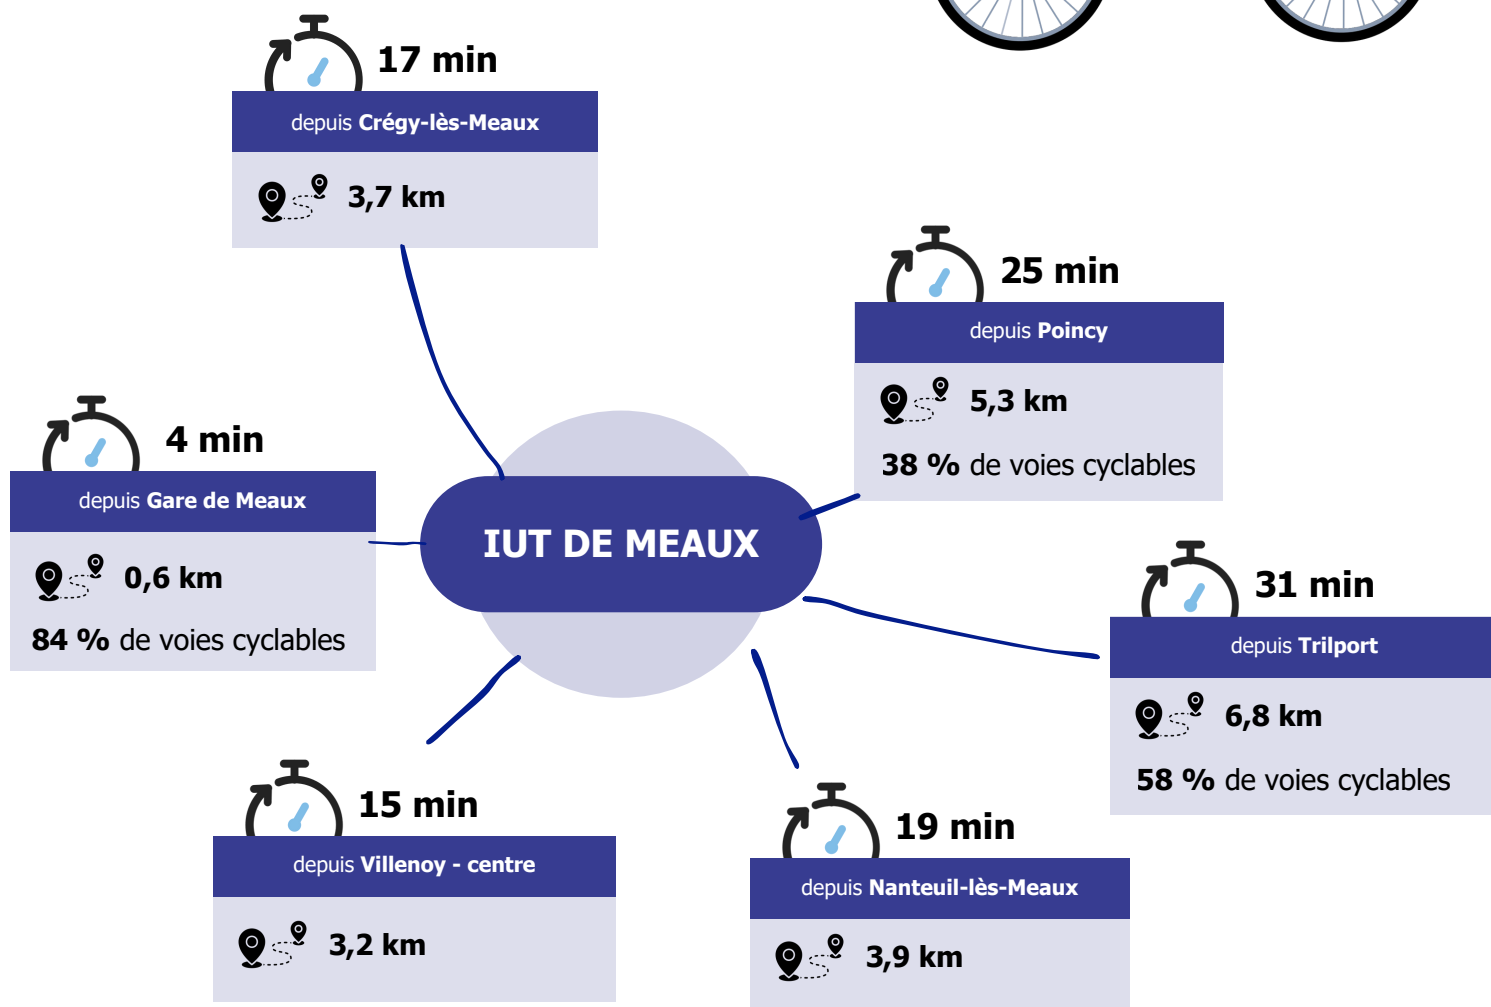 17 min
depuis Crégy-lès-Meaux
3,7 km
25 min
depuis Poincy
5,3 km
38 % de voies cyclables
4 min
depuis Gare de Meaux
0,6 km
84 % de voies cyclables
IUT DE MEAUX
31 min
depuis Trilport
6,8 km
58 % de voies cyclables
15 min
depuis Villenoy - centre
3,2 km
19 min
depuis Nanteuil-lès-Meaux
3,9 km